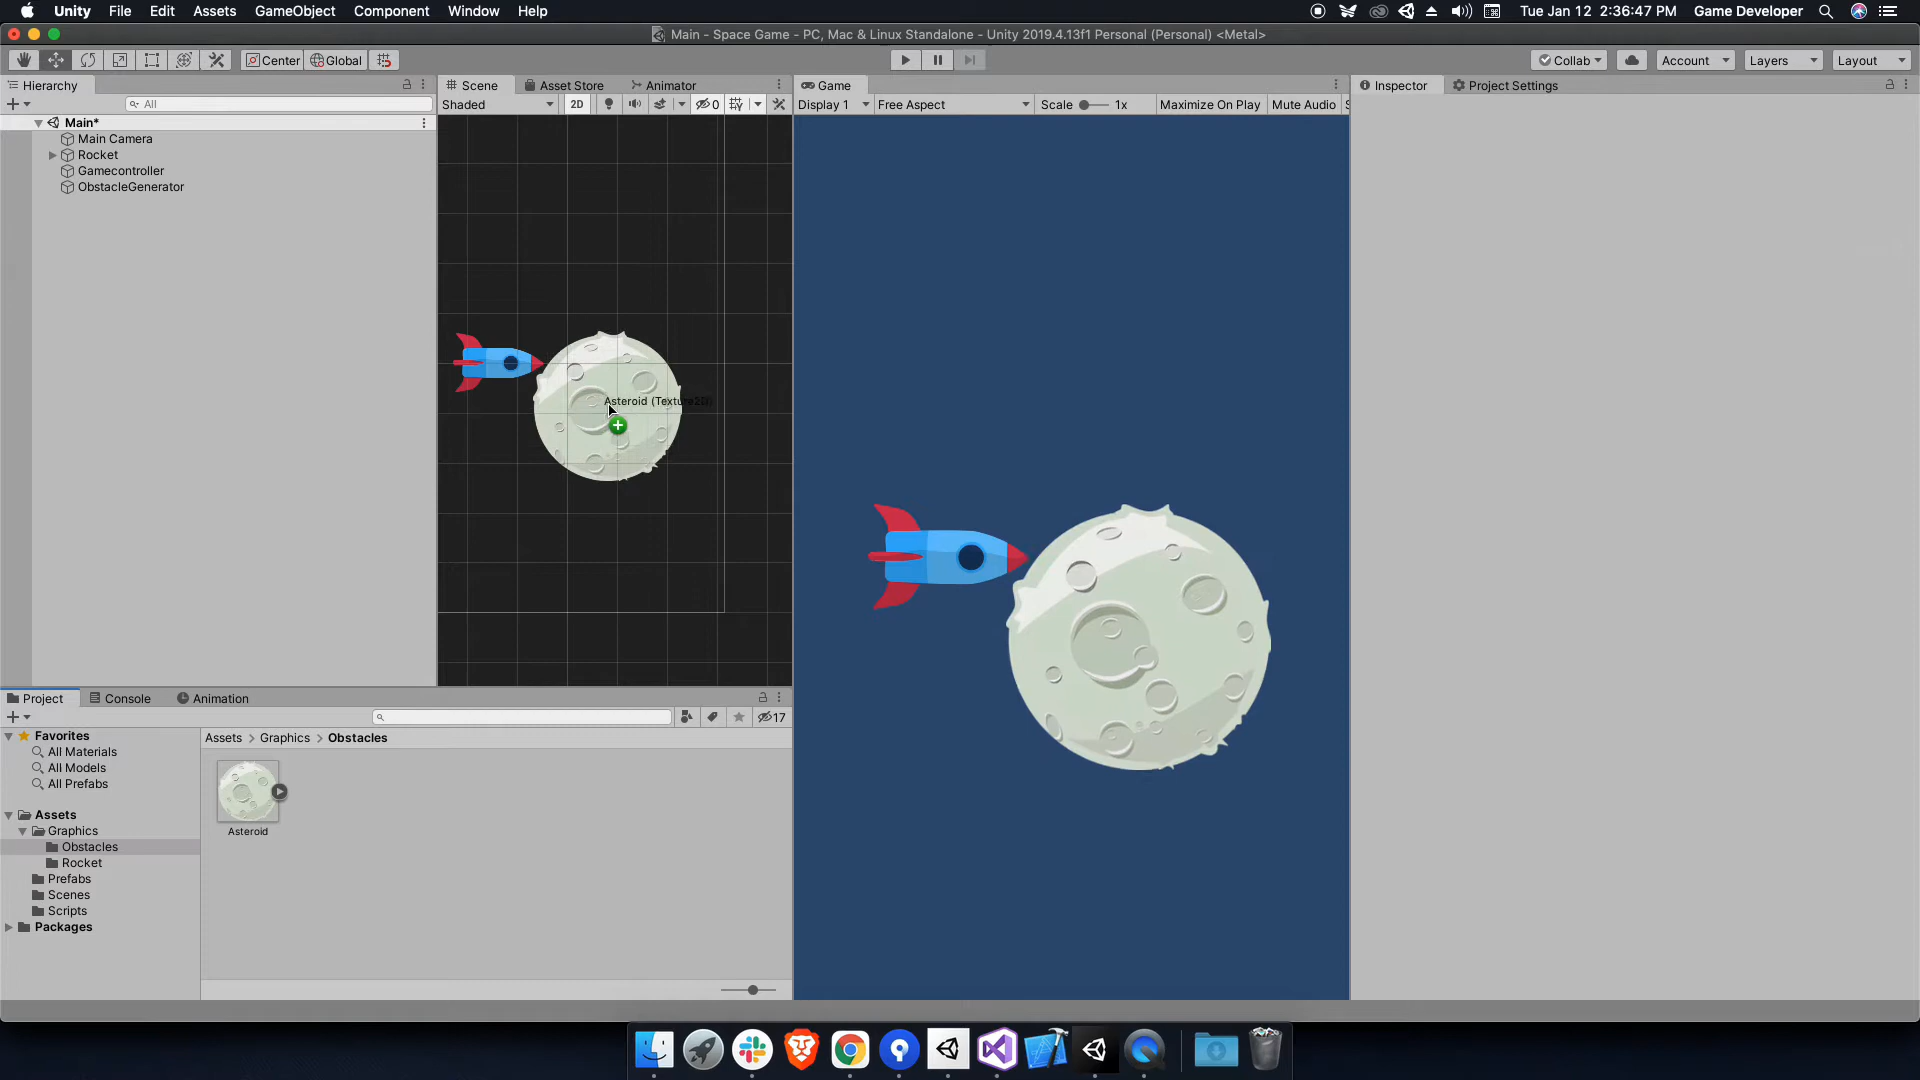 Unity File Edit Assets GameObject Component Window Help
Tue Jan 12 2:36:47 PM Game Developer
Main - Space Game - PC, Mac & Linux Standalone - Unity 2019.4.13f1 Personal (Personal) <Metal>
Center Global
Collab Account Layers Layout
Hierarchy
Scene Asset Store Animator
Game
Inspector Project Settings
All
Shaded 2D 0
Display 1 Free Aspect Scale 1x Maximize On Play Mute Audio S
Main*
Main Camera
Rocket
Gamecontroller
ObstacleGenerator
Asteroid (Texture2D)
Project Console Animation
17
Favorites
All Materials
All Models
All Prefabs
Assets
Graphics
Obstacles
Rocket
Prefabs
Scenes
Scripts
Packages
Assets > Graphics > Obstacles
Asteroid